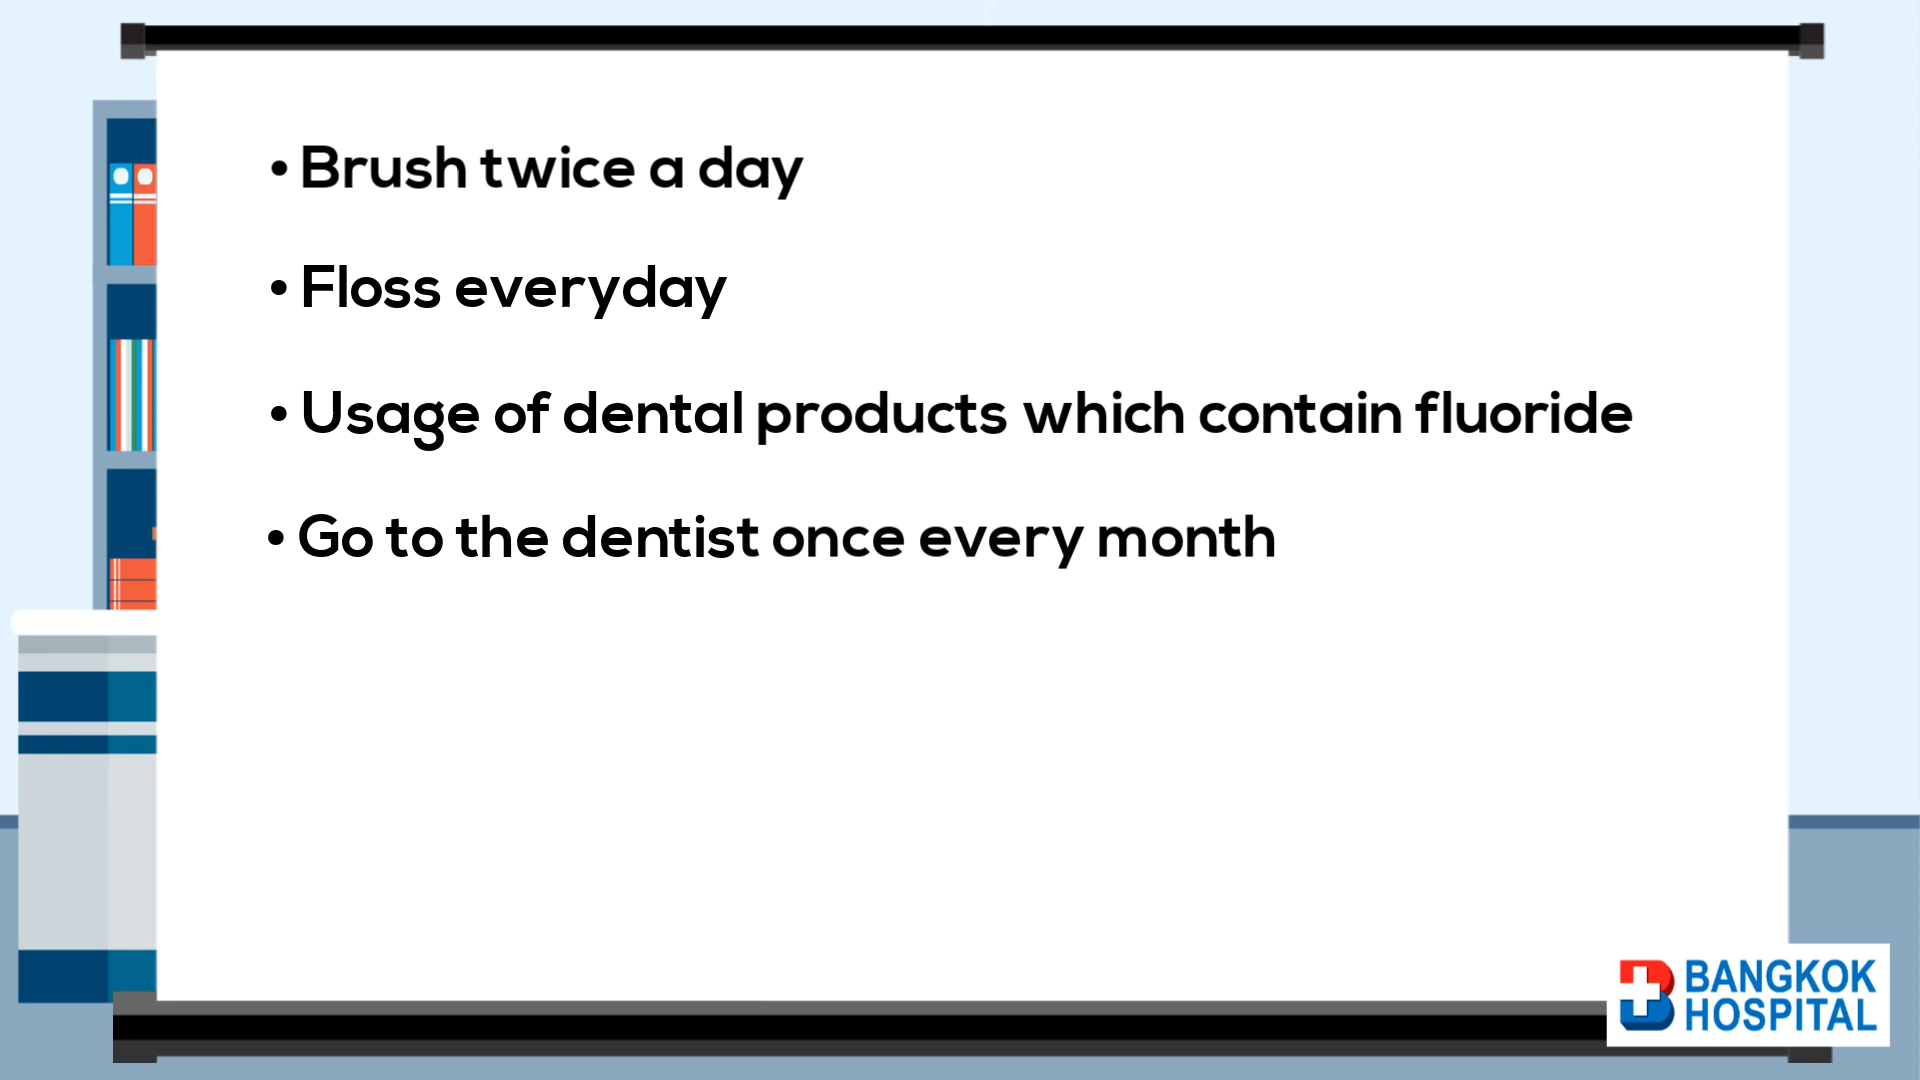 • Brush twice a day
• Floss everyday
• Usage of dental products which contain fluoride
• Go to the dentist once every month
BANGKOK
HOSPITAL